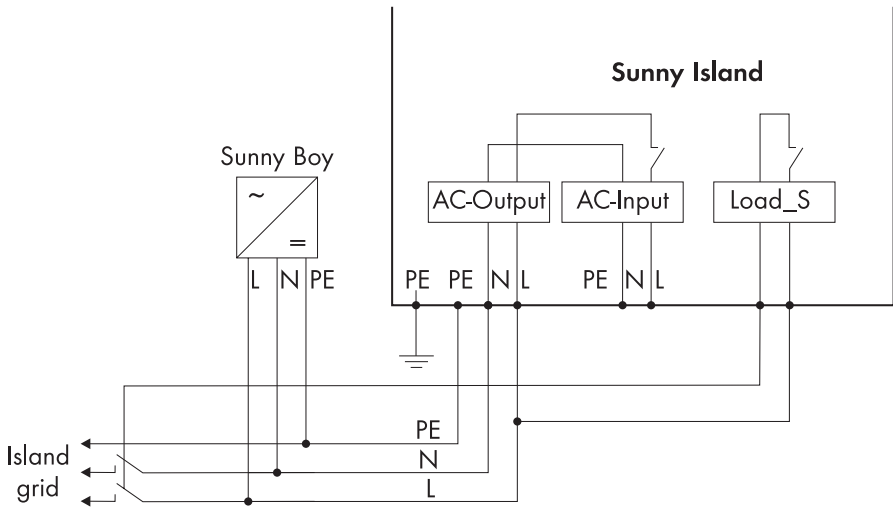 Sunny Island
Sunny Boy
~
=
AC-Output
AC-Input
Load_S
L N PE
PE PE N L
PE N L
PE
Island
grid
N
L